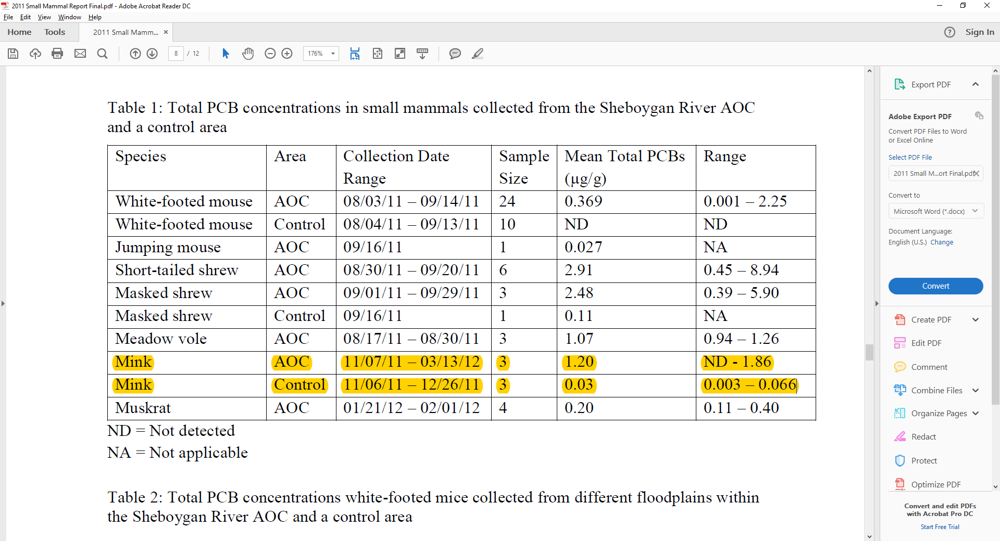 2011 Small Mammal Report Final.pdf - Adobe Acrobat Reader DC
File Edit View Window Help
Home Tools 2011 Small Mamm... × Sign In
8 / 12 176%
Table 1: Total PCB concentrations in small mammals collected from the Sheboygan River AOC
and a control area
Species Area Collection Date Range Sample Size Mean Total PCBs (µg/g) Range
White-footed mouse AOC 08/03/11 – 09/14/11 24 0.369 0.001 – 2.25
White-footed mouse Control 08/04/11 – 09/13/11 10 ND ND
Jumping mouse AOC 09/16/11 1 0.027 NA
Short-tailed shrew AOC 08/30/11 – 09/20/11 6 2.91 0.45 – 8.94
Masked shrew AOC 09/01/11 – 09/29/11 3 2.48 0.39 – 5.90
Masked shrew Control 09/16/11 1 0.11 NA
Meadow vole AOC 08/17/11 – 08/30/11 3 1.07 0.94 – 1.26
Mink AOC 11/07/11 – 03/13/12 3 1.20 ND - 1.86
Mink Control 11/06/11 – 12/26/11 3 0.03 0.003 – 0.066
Muskrat AOC 01/21/12 – 02/01/12 4 0.20 0.11 – 0.40
ND = Not detected
NA = Not applicable
Table 2: Total PCB concentrations white-footed mice collected from different floodplains within
the Sheboygan River AOC and a control area
Export PDF
Adobe Export PDF
Convert PDF Files to Word
or Excel Online
Select PDF File
2011 Small M...ort Final.pdf
Convert to
Microsoft Word (*.docx)
Document Language:
English (U.S.) Change
Convert
Create PDF
Edit PDF
Comment
Combine Files
Organize Pages
Redact
Protect
Optimize PDF
Convert and edit PDFs
with Acrobat Pro DC
Start Free Trial